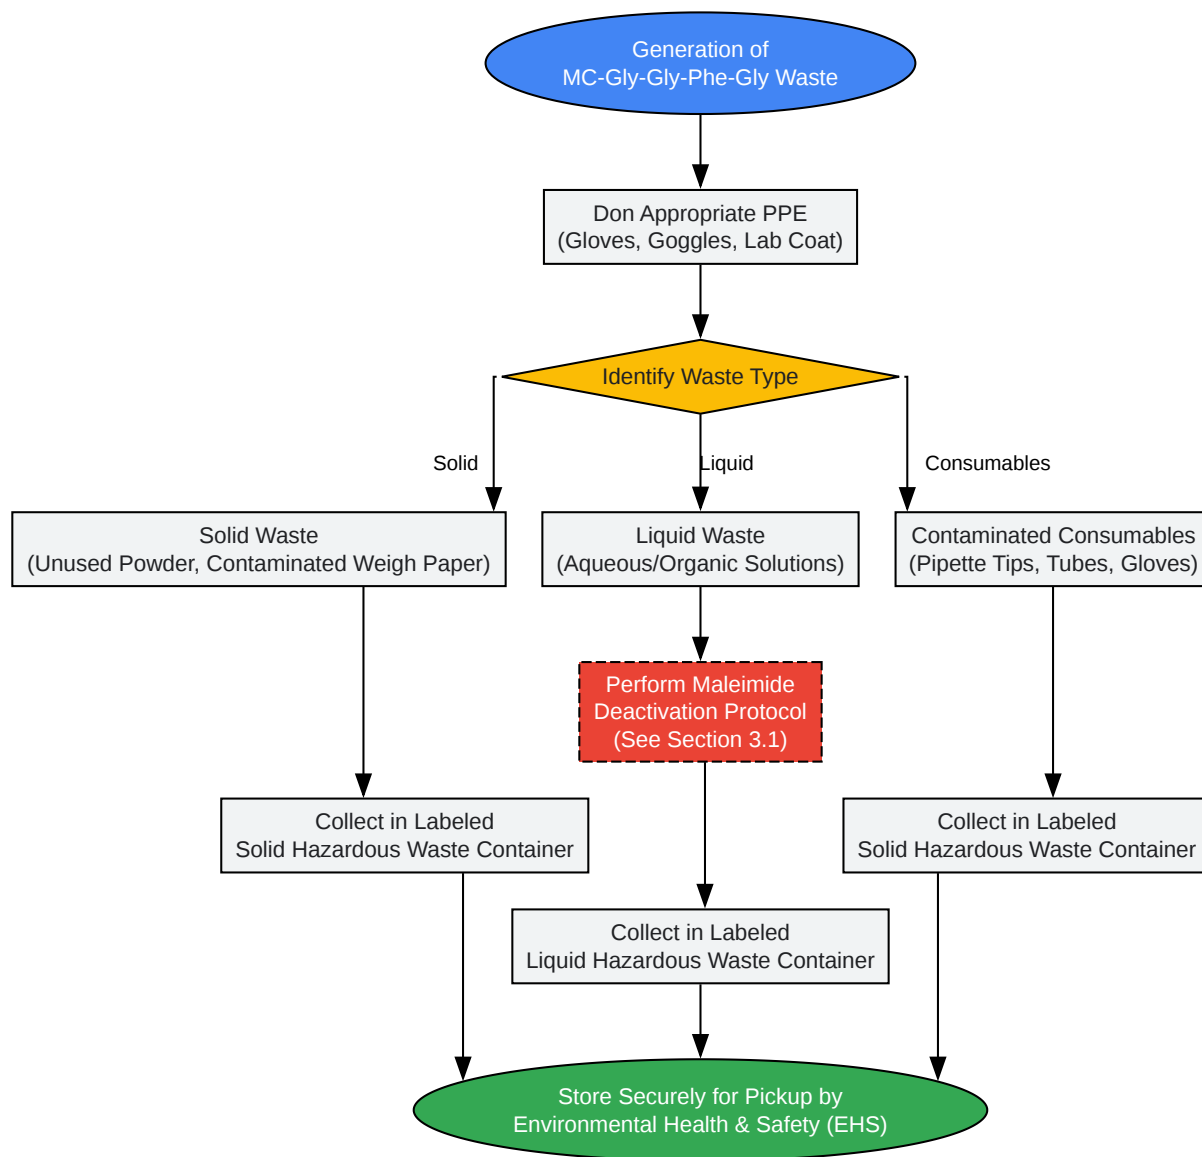 Generation of
MC-Gly-Gly-Phe-Gly Waste
Don Appropriate PPE
(Gloves, Goggles, Lab Coat)
Identify Waste Type
Solid
Liquid
Consumables
Solid Waste
(Unused Powder, Contaminated Weigh Paper)
Liquid Waste
(Aqueous/Organic Solutions)
Contaminated Consumables
(Pipette Tips, Tubes, Gloves)
Perform Maleimide
Deactivation Protocol
(See Section 3.1)
Collect in Labeled
Solid Hazardous Waste Container
Collect in Labeled
Solid Hazardous Waste Container
Collect in Labeled
Liquid Hazardous Waste Container
Store Securely for Pickup by
Environmental Health & Safety (EHS)